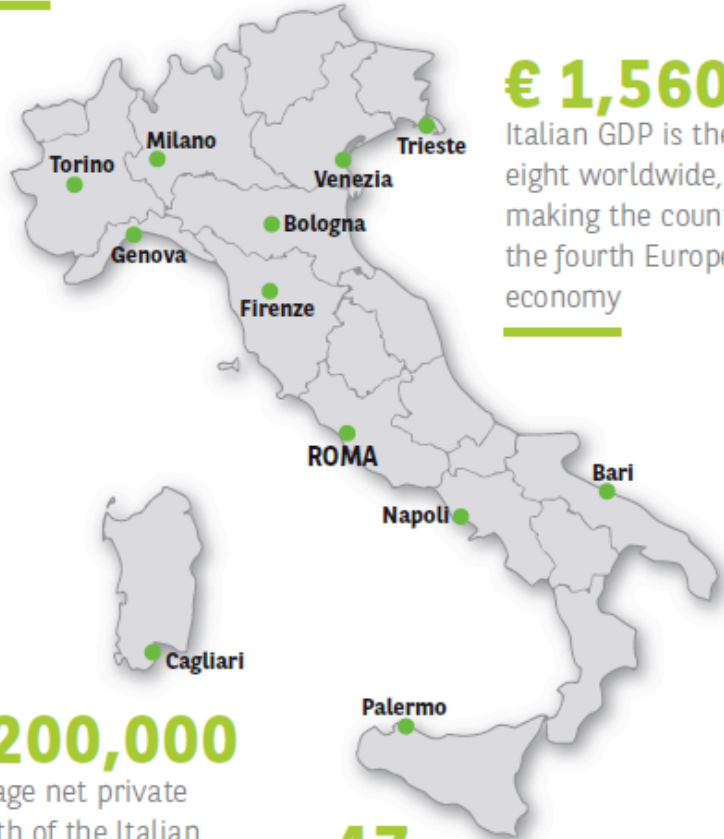 € 1,560
Italian GDP is the
eight worldwide,
making the coun
the fourth Europe
economy
Milano
Torino
Trieste
Venezia
Bologna
Genova
Firenze
ROMA
Bari
Napoli
Cagliari
Palermo
200,000
age net private
th of the Italian
47